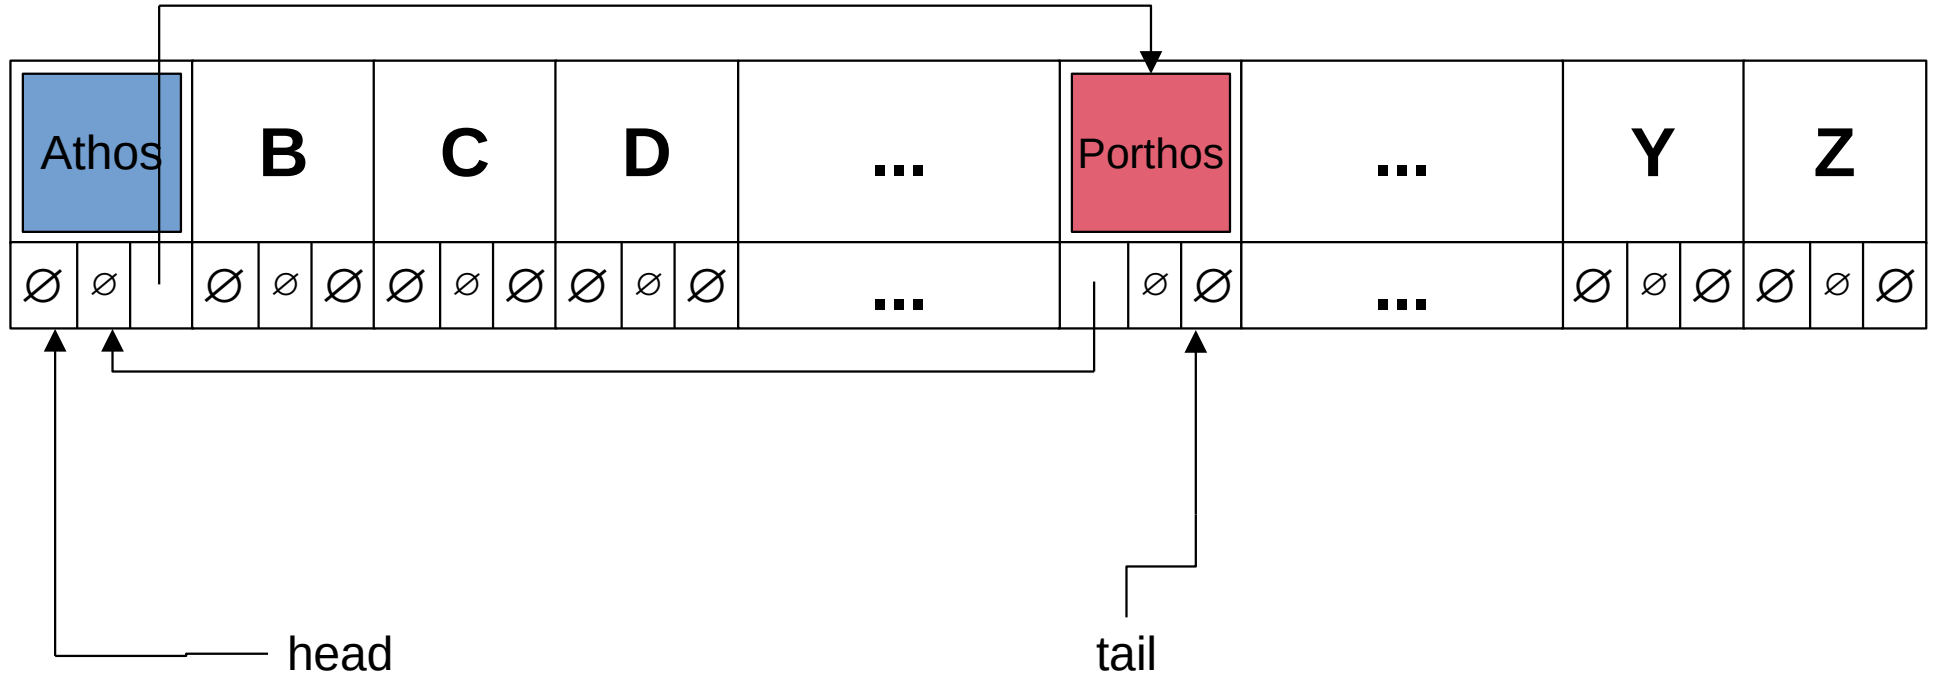 Athos B C D ... Porthos ... Y Z
∅ ∅ ∅ ∅ ∅ ∅ ∅ ∅ ∅ ∅ ∅ ... ∅ ∅ ... ∅ ∅ ∅ ∅ ∅ ∅
head tail